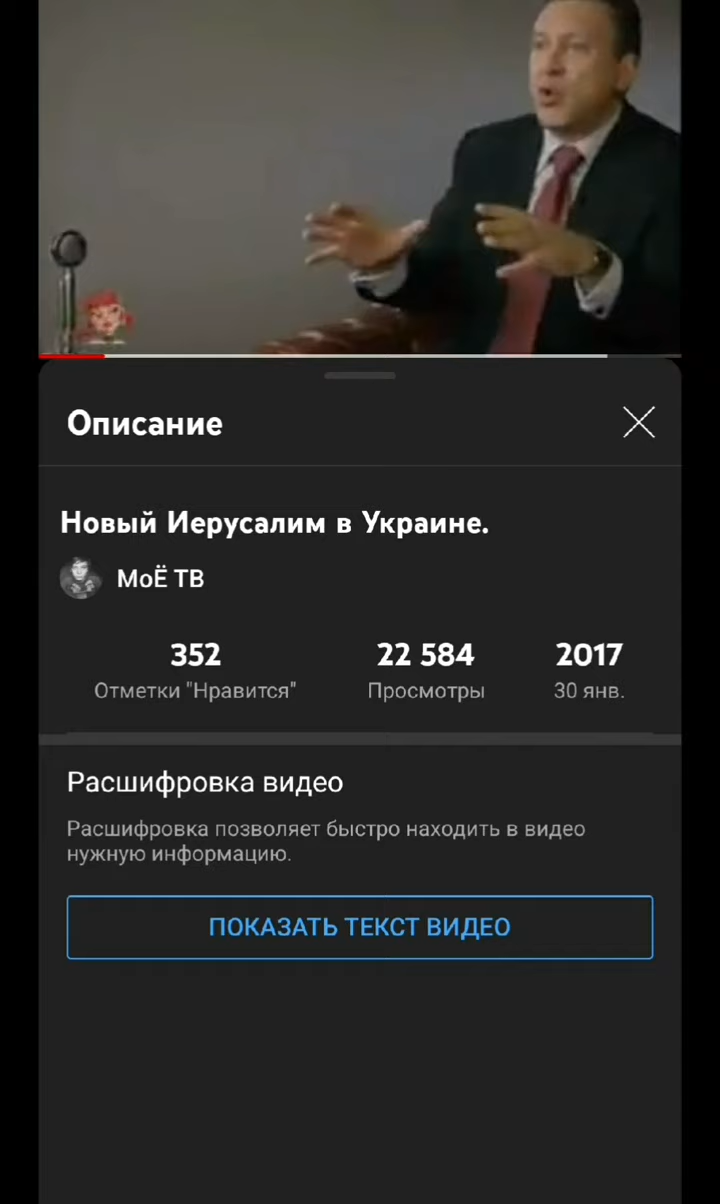 Описание
Новый Иерусалим в Украине.
МоЁ ТВ
352 22 584 2017
Отметки "Нравится" Просмотры 30 янв.
Расшифровка видео
Расшифровка позволяет быстро находить в видео
нужную информацию.
ПОКАЗАТЬ ТЕКСТ ВИДЕО